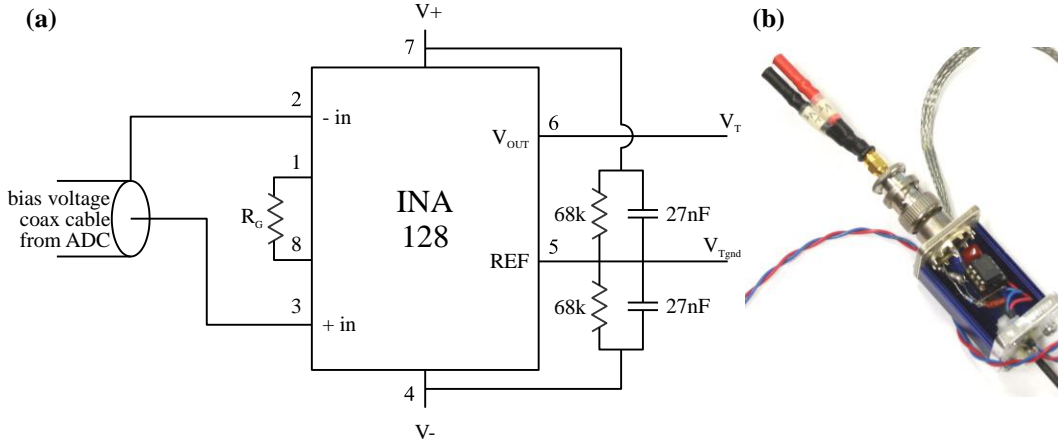 (a)
V+
7
2
- in
1
R_G
8
3
+ in
bias voltage
coax cable
from ADC
INA
128
V_OUT
6
V_T
REF
5
V_Tgnd
68k
27nF
68k
27nF
4
V-
(b)